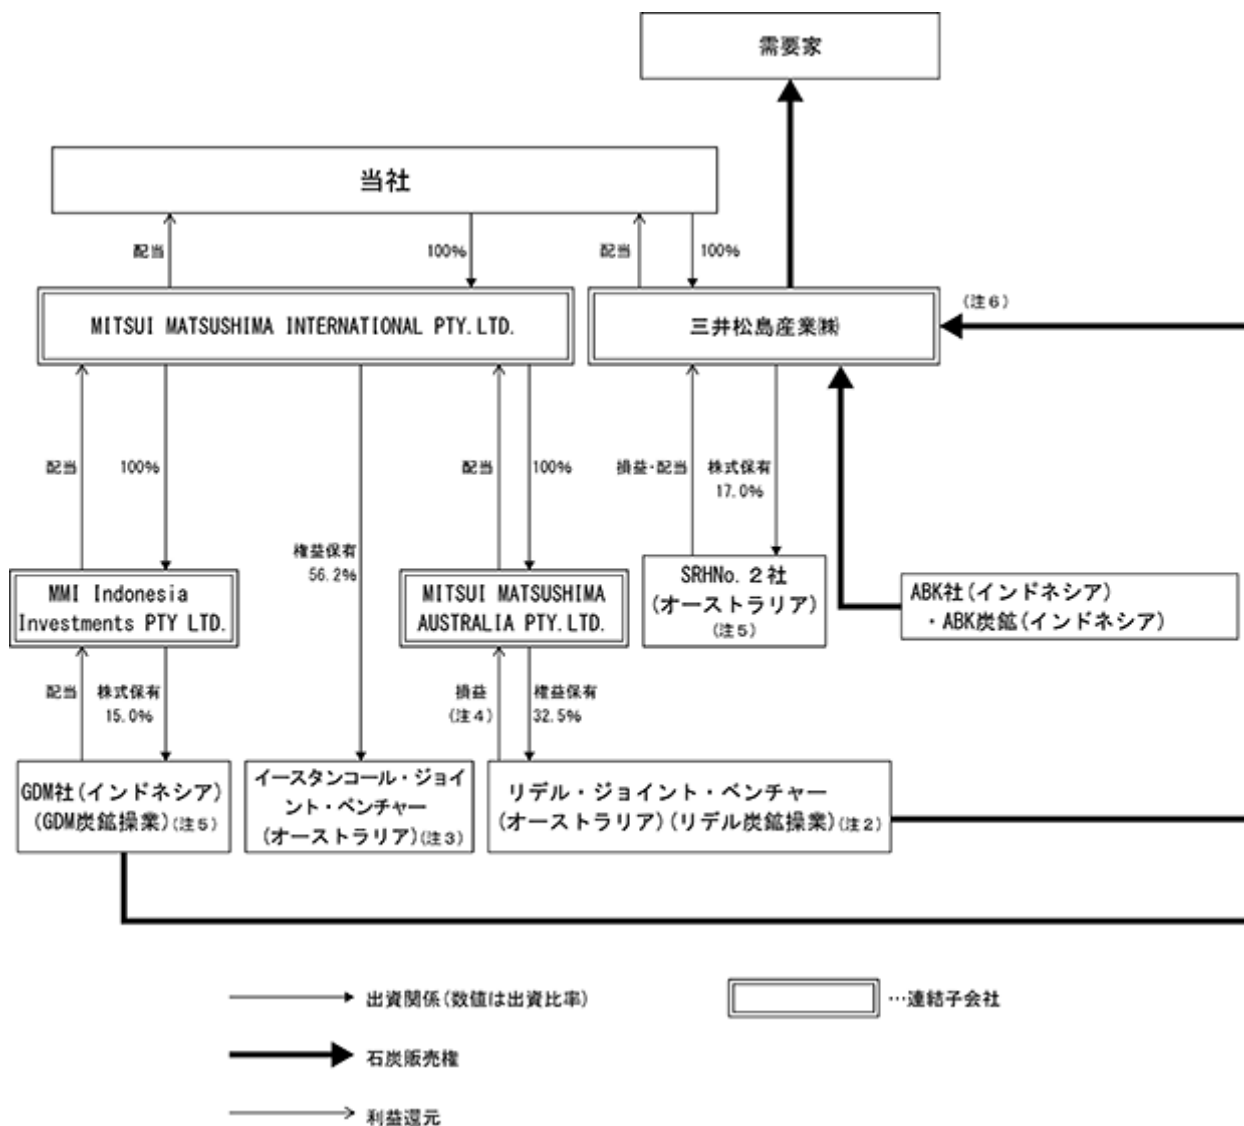 需要家
当社
配当
100%
配当
100%
(注6)
MITSUI MATSUSHIMA INTERNATIONAL PTY.LTD.
三井松島産業㈱
配当
100%
配当
100%
損益・配当
株式保有
17.0%
権益保有
56.2%
MMI Indonesia
Investments PTY LTD.
MITSUI MATSUSHIMA
AUSTRALIA PTY.LTD.
SRHNo.2社
(オーストラリア)
(注5)
ABK社(インドネシア)
・ABK炭鉱(インドネシア)
配当
株式保有
15.0%
損益
(注4)
権益保有
32.5%
GDM社(インドネシア)
(GDM炭鉱操業)(注5)
イースタンコール・ジョイ
ント・ベンチャー
(オーストラリア)(注3)
リデル・ジョイント・ベンチャー
(オーストラリア)(リデル炭鉱操業)(注2)
出資関係(数値は出資比率)
…連結子会社
石炭販売権
利益還元